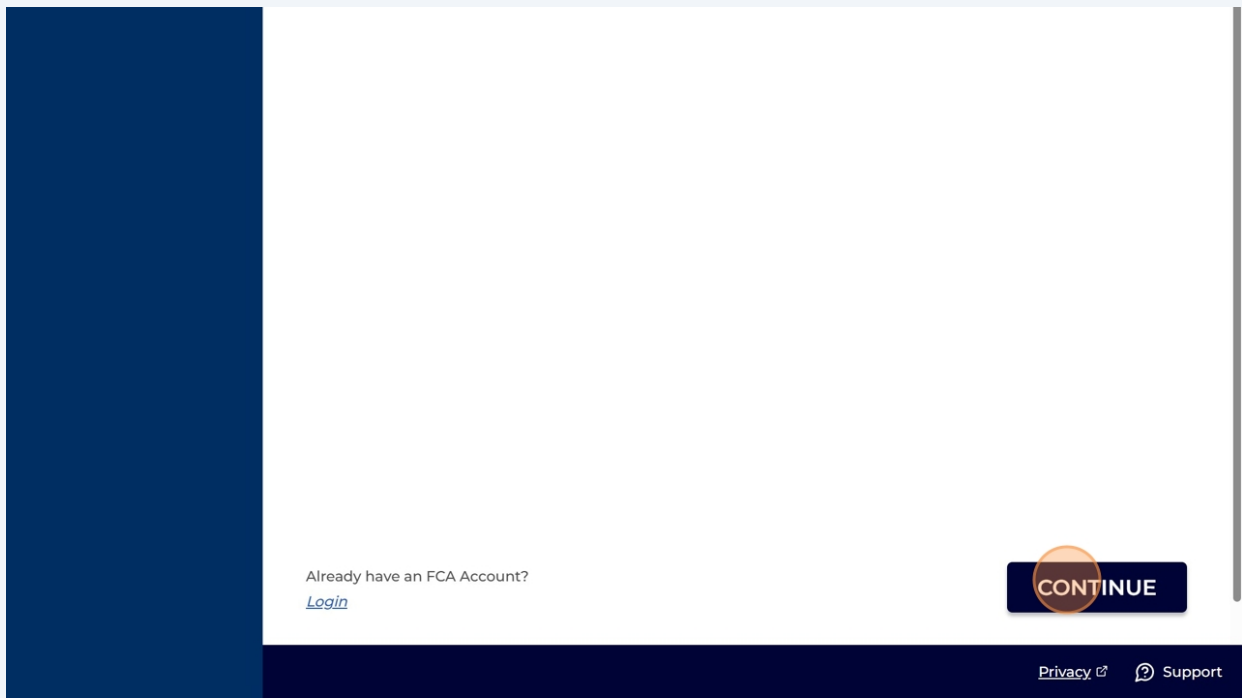 Already have an FCA Account?
Login
CONTINUE
Privacy
Support